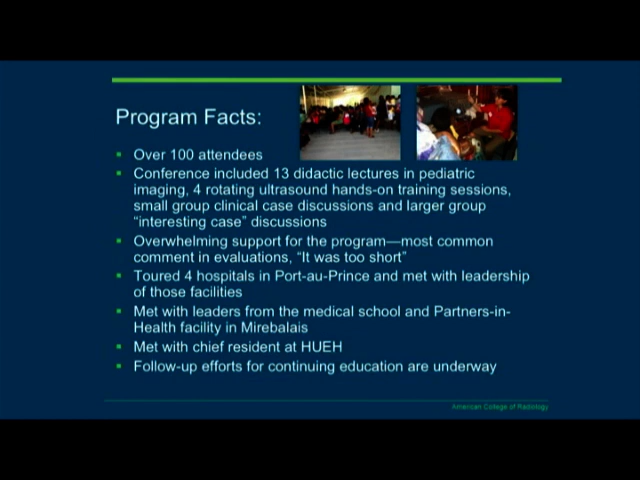 Program Facts:
Over 100 attendees
Conference included 13 didactic lectures in pediatric
imaging, 4 rotating ultrasound hands-on training sessions,
small group clinical case discussions and larger group
“interesting case” discussions
Overwhelming support for the program—most common
comment in evaluations, “It was too short”
Toured 4 hospitals in Port-au-Prince and met with leadership
of those facilities
Met with leaders from the medical school and Partners-in-
Health facility in Mirebalais
Met with chief resident at HUEH
Follow-up efforts for continuing education are underway
American College of Radiology